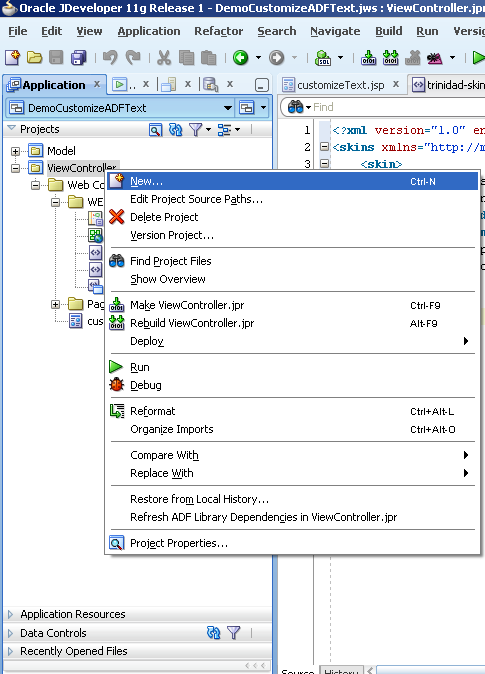 Oracle JDeveloper 11g Release 1 - DemoCustomizeADFText.jws : ViewController.jpr
File Edit View Application Refactor Search Navigate Build Run Versi
Application
DemoCustomizeADFText
customizeText.jsp
trinidad-skin
Projects
Find
Model
ViewController
Web Co
WE
Pag
cus
1 <?xml version="1.0" en
2 <skins xmlns="http://m
3 <skin>
New... Ctrl-N
Edit Project Source Paths...
Delete Project
Version Project...
Find Project Files
Show Overview
Make ViewController.jpr Ctrl-F9
Rebuild ViewController.jpr Alt-F9
Deploy
Run
Debug
Reformat Ctrl+Alt-L
Organize Imports Ctrl+Alt-O
Compare With
Replace With
Restore from Local History...
Refresh ADF Library Dependencies in ViewController.jpr
Project Properties...
Application Resources
Data Controls
Recently Opened Files
Source History